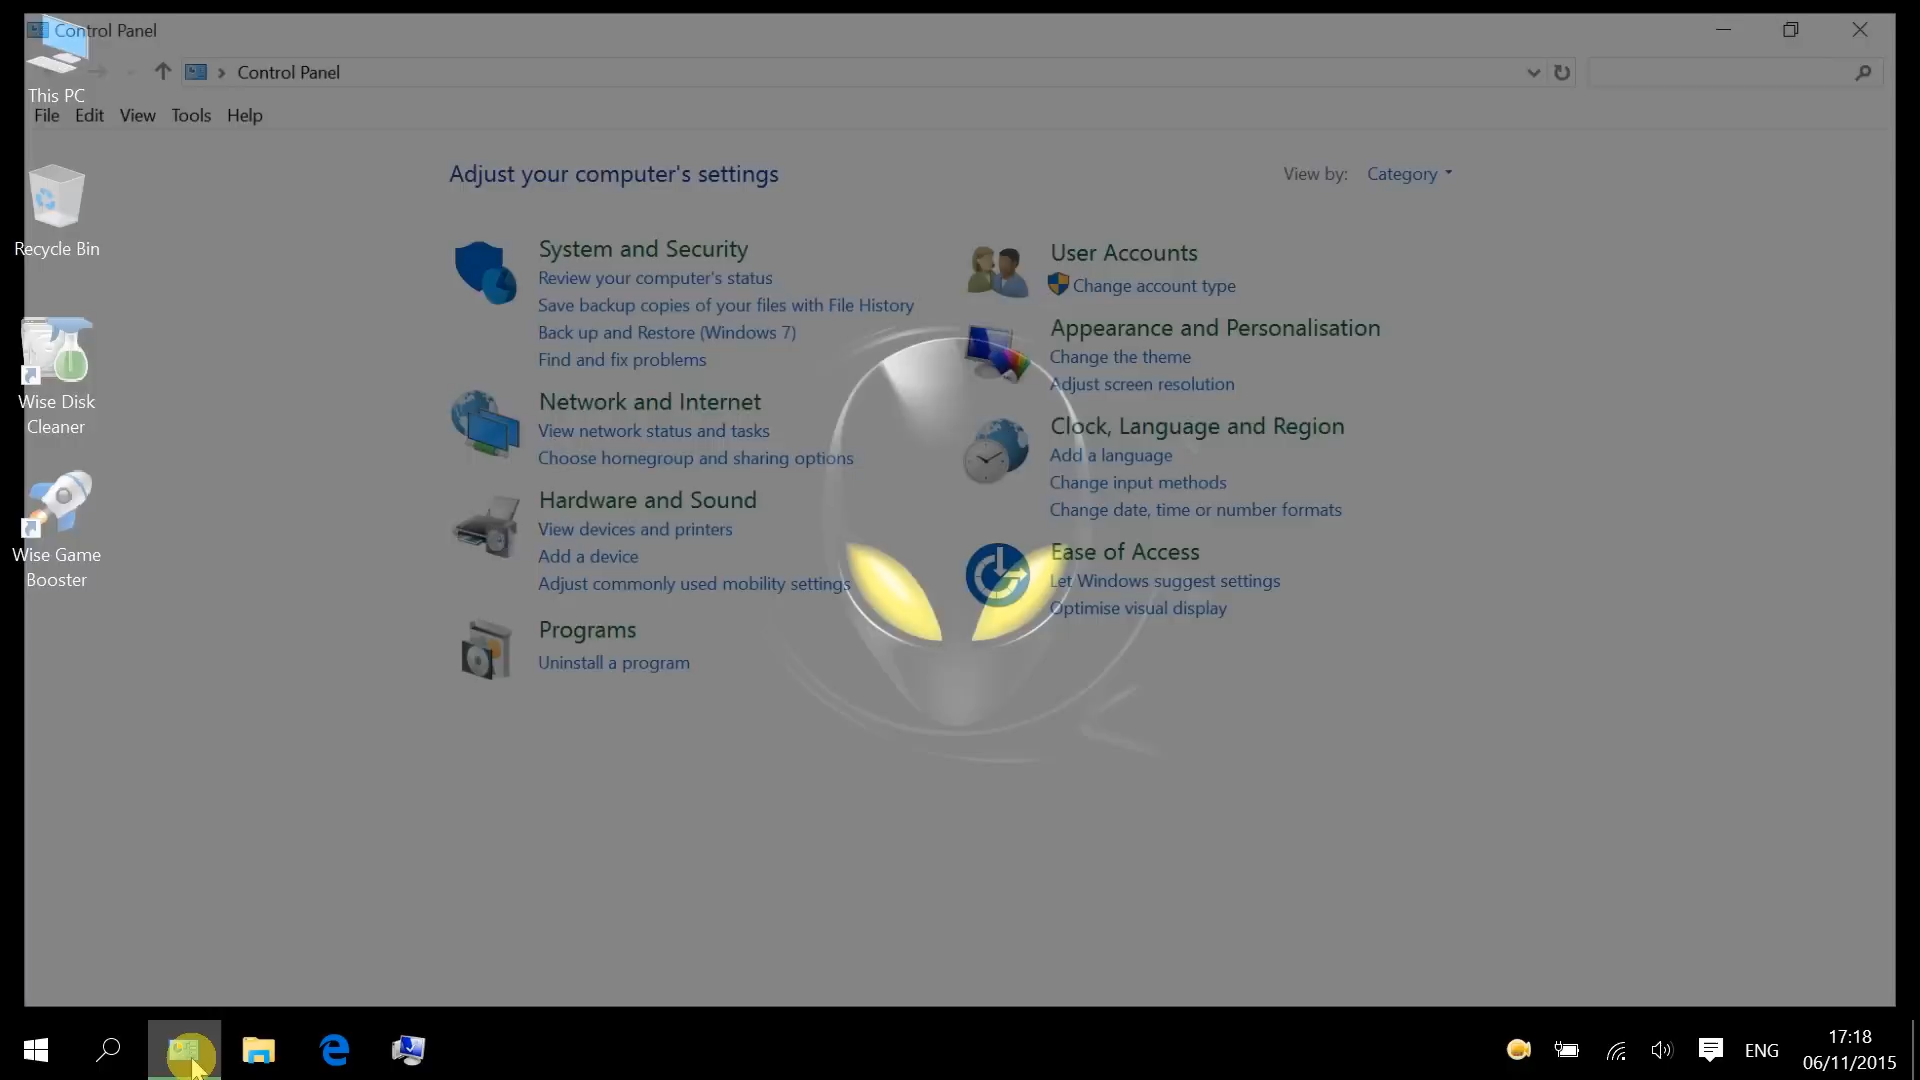 Control Panel
Control Panel
File Edit View Tools Help
This PC
Recycle Bin
Wise Disk
Cleaner
Wise Game
Booster
Adjust your computer's settings
View by: Category
System and Security
Review your computer's status
Save backup copies of your files with File History
Back up and Restore (Windows 7)
Find and fix problems
Network and Internet
View network status and tasks
Choose homegroup and sharing options
Hardware and Sound
View devices and printers
Add a device
Adjust commonly used mobility settings
Programs
Uninstall a program
User Accounts
Change account type
Appearance and Personalisation
Change the theme
Adjust screen resolution
Clock, Language and Region
Add a language
Change input methods
Change date, time or number formats
Ease of Access
Let Windows suggest settings
Optimise visual display
ENG
17:18
06/11/2015